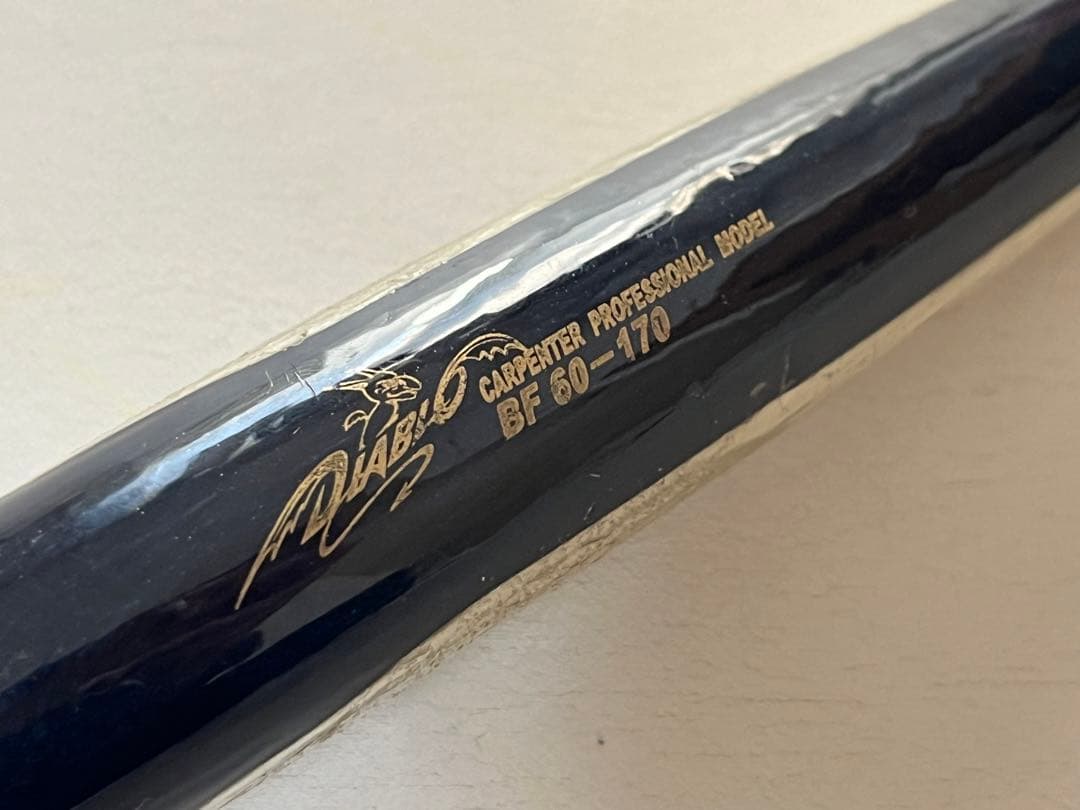 DIABLO
CARPENTER PROFESSIONAL MODEL
BF 60-170